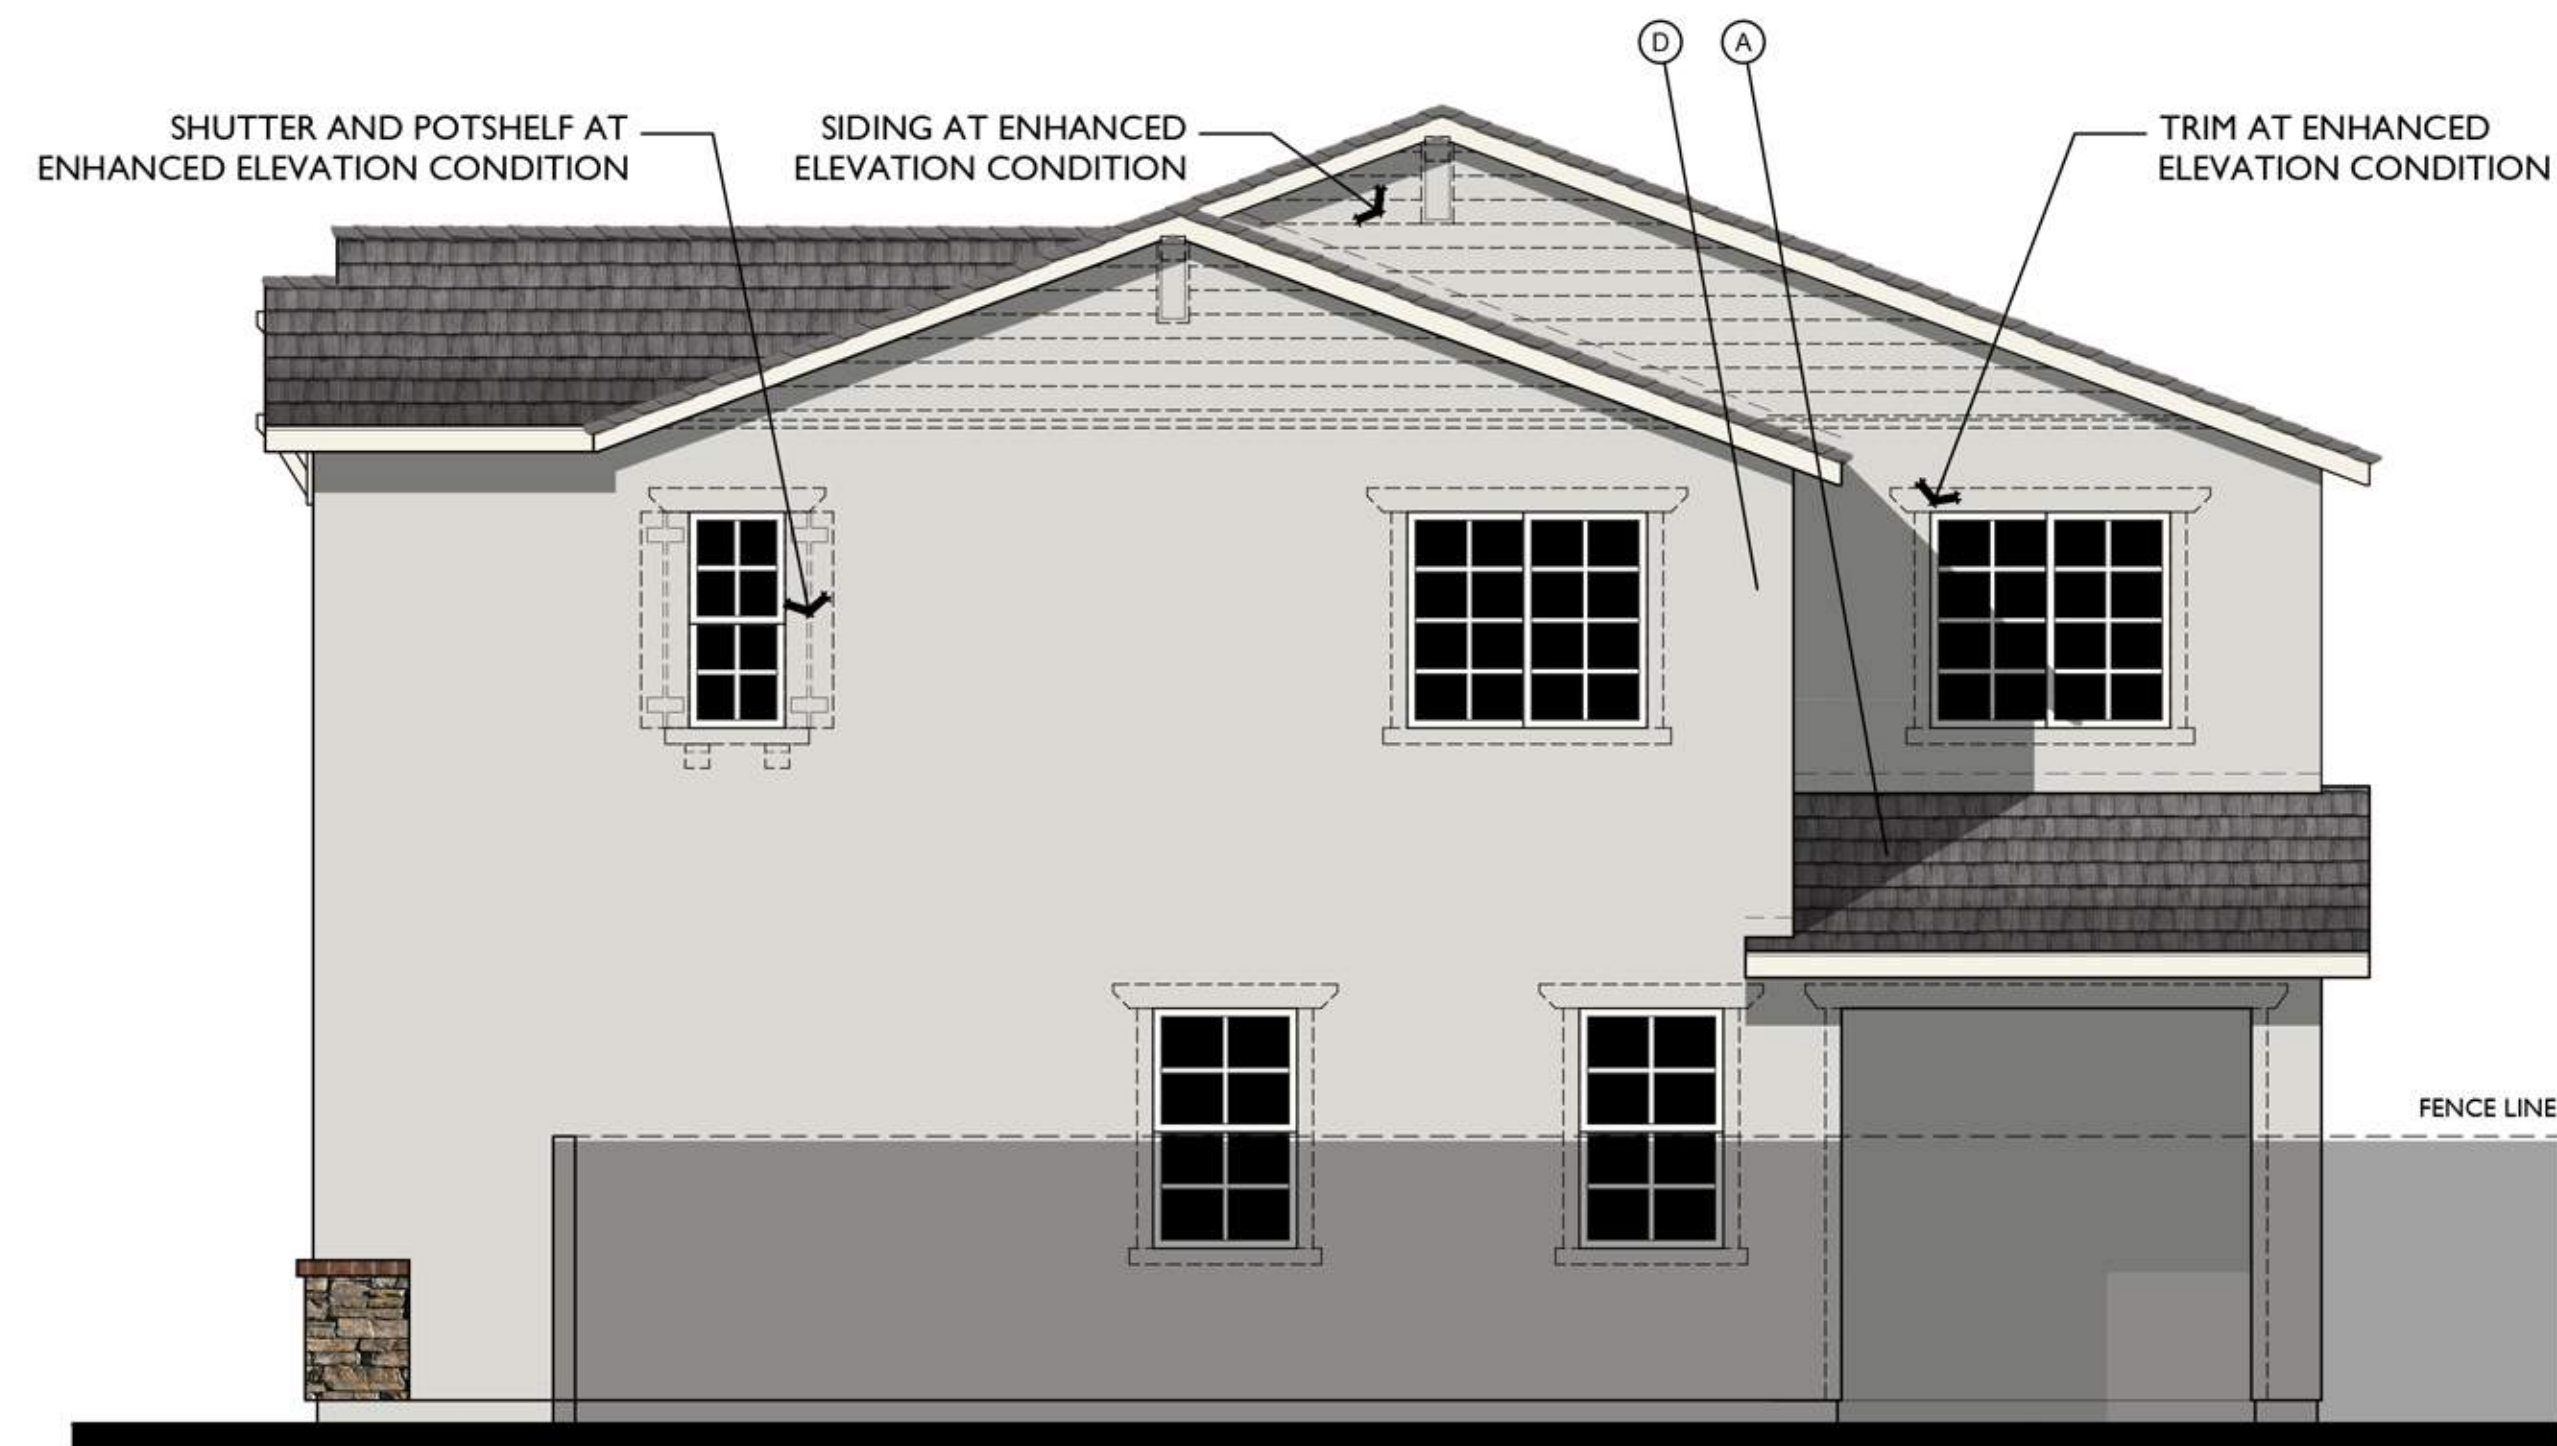 D
A
SHUTTER AND POTSHELF AT
ENHANCED ELEVATION CONDITION
SIDING AT ENHANCED
ELEVATION CONDITION
TRIM AT ENHANCED
ELEVATION CONDITION
FENCE LINE